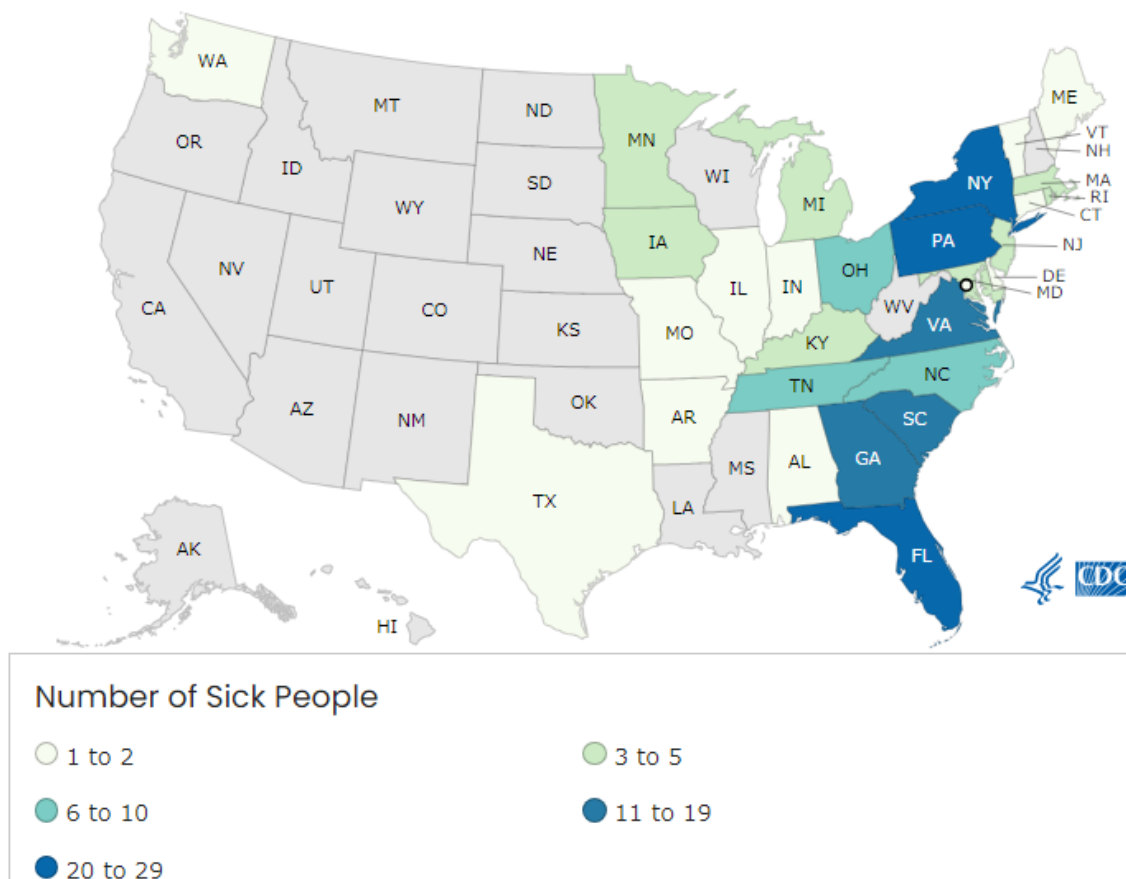 WA
ME
MT
ND
VT
MN
OR
NH
ID
WI
SD
NY
MA
MI
RI
WY
CT
IA
PA
NE
NJ
NV
OH
IL
IN
DE
UT
CA
MD
CO
WV
VA
KS
MO
KY
NC
TN
OK
AZ
NM
AR
SC
MS
AL
GA
TX
LA
AK
FL
CDC
HI
Number of Sick People
1 to 2
3 to 5
6 to 10
11 to 19
20 to 29